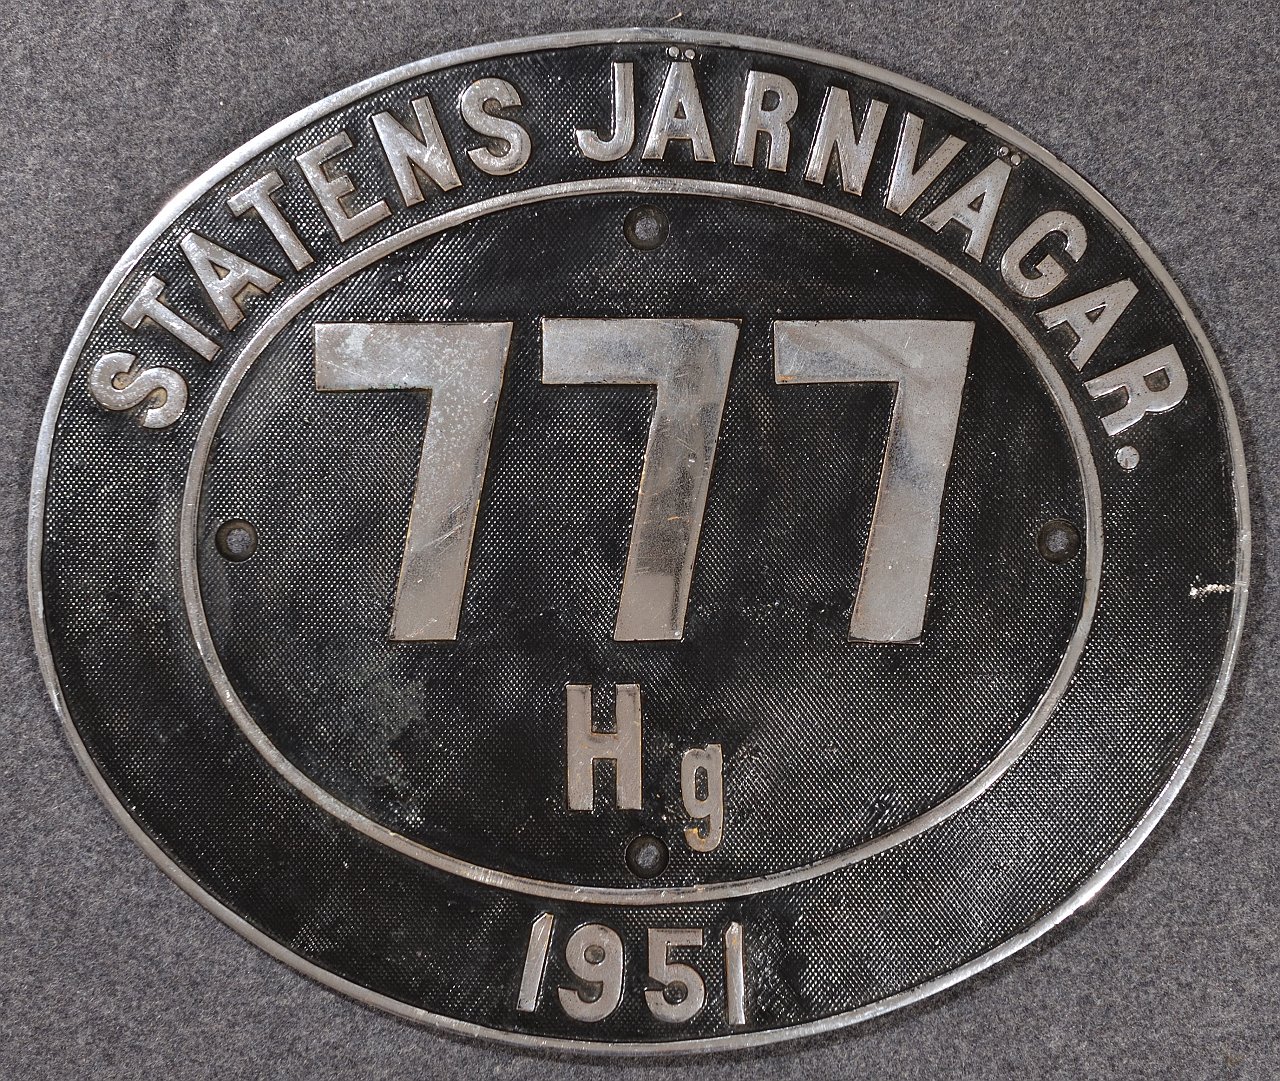 STATENS JÄRNVÄGAR.
777
Hg
1951